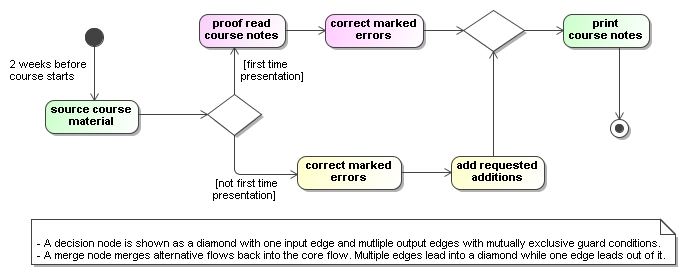 proof read
course notes
correct marked
errors
print
course notes
2 weeks before
course starts
[first time
presentation]
source course
material
correct marked
errors
add requested
additions
[not first time
presentation]
- A decision node is shown as a diamond with one input edge and mutliple output edges with mutually exclusive guard conditions.
- A merge node merges alternative flows back into the core flow. Multiple edges lead into a diamond while one edge leads out of it.